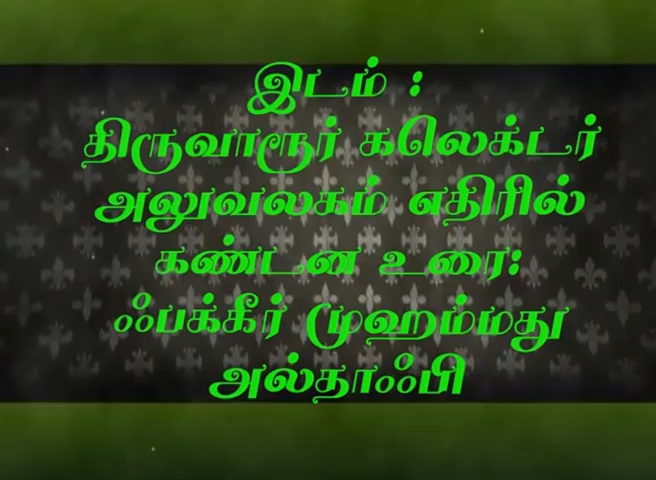 இடம் :
திருவாரூர் கலெக்டர்
அலுவலகம் எதிரில்
கண்டன உரை:
ஃபக்கீர் முஹம்மது
அல்தாஃபி